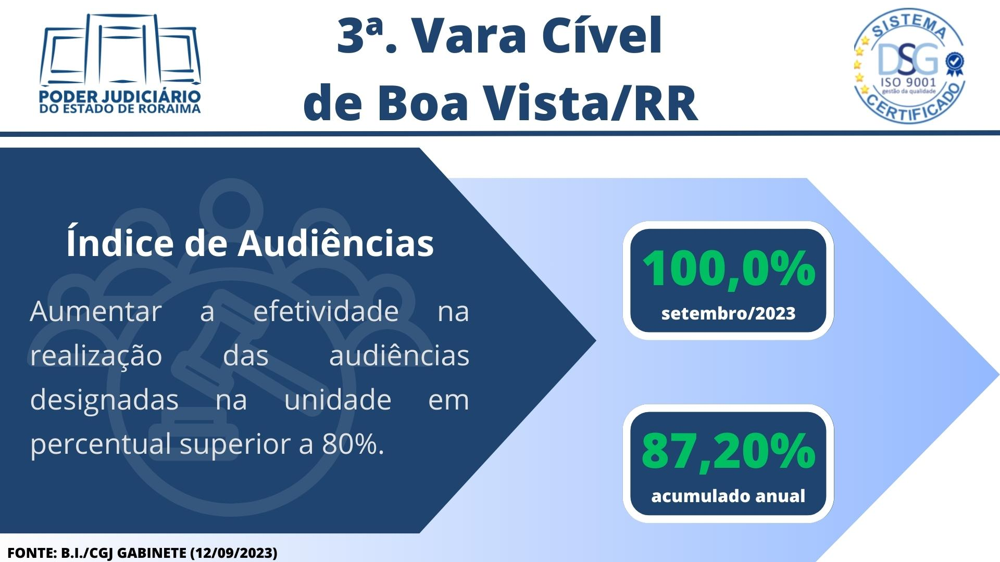 PODER JUDICIÁRIO
DO ESTADO DE RORAIMA
3ª. Vara Cível
de Boa Vista/RR
SISTEMA
DSG
ISO 9001
gestão da qualidade
CERTIFICADO
Índice de Audiências
Aumentar a efetividade na
realização das audiências
designadas na unidade em
percentual superior a 80%.
100,0%
setembro/2023
87,20%
acumulado anual
FONTE: B.I./CGJ GABINETE (12/09/2023)